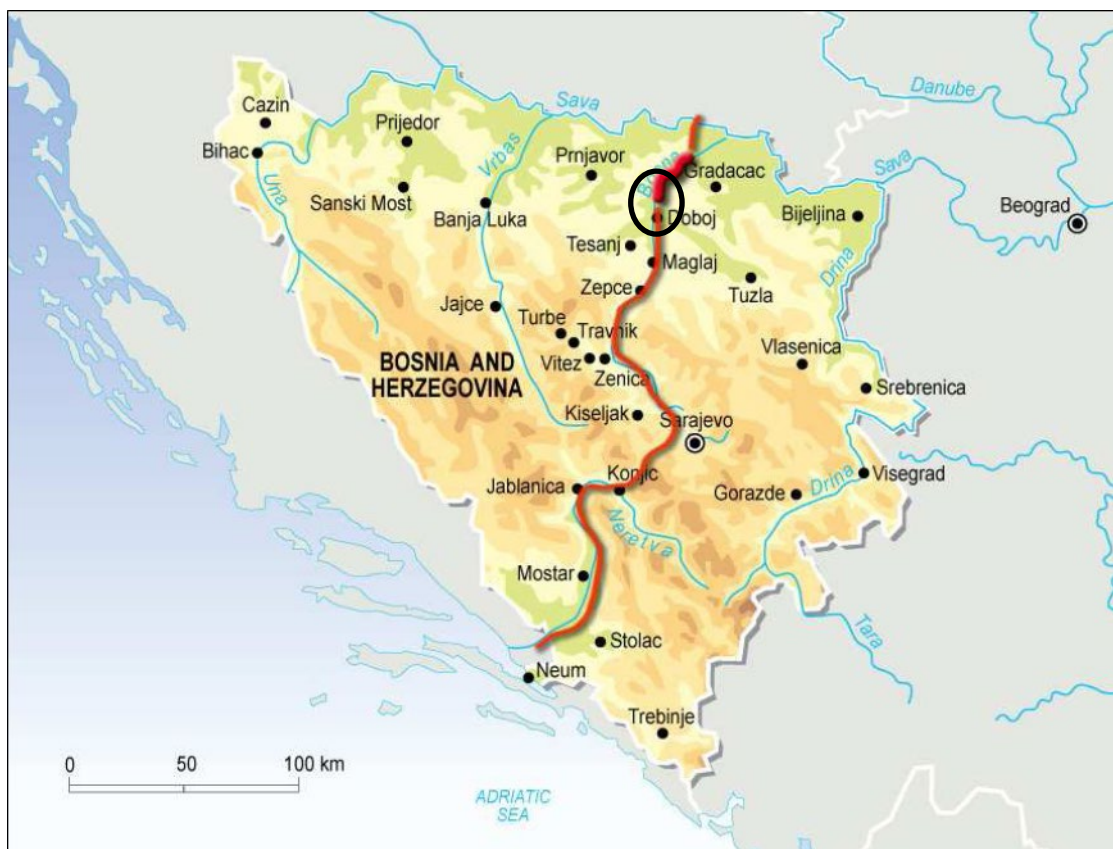 Danube
Cazin
Sava
Prijedor
Vrbas
Bihac
Prnjavor
Bosna
Gradacac
Sava
Una
Sanski Most
Banja Luka
Doboj
Bijeljina
Beograd
Tesanj
Maglaj
Drina
Zepce
Tuzla
Jajce
Turbe
Travnik
BOSNIA AND
HERZEGOVINA
Vitez
Zenica
Vlasenica
Srebrenica
Kiseljak
Sarajevo
Jablanica
Konjic
Gorazde
Drina
Visegrad
Neretva
Mostar
Tara
Stolac
Neum
Trebinje
0 50 100 km
ADRIATIC
SEA